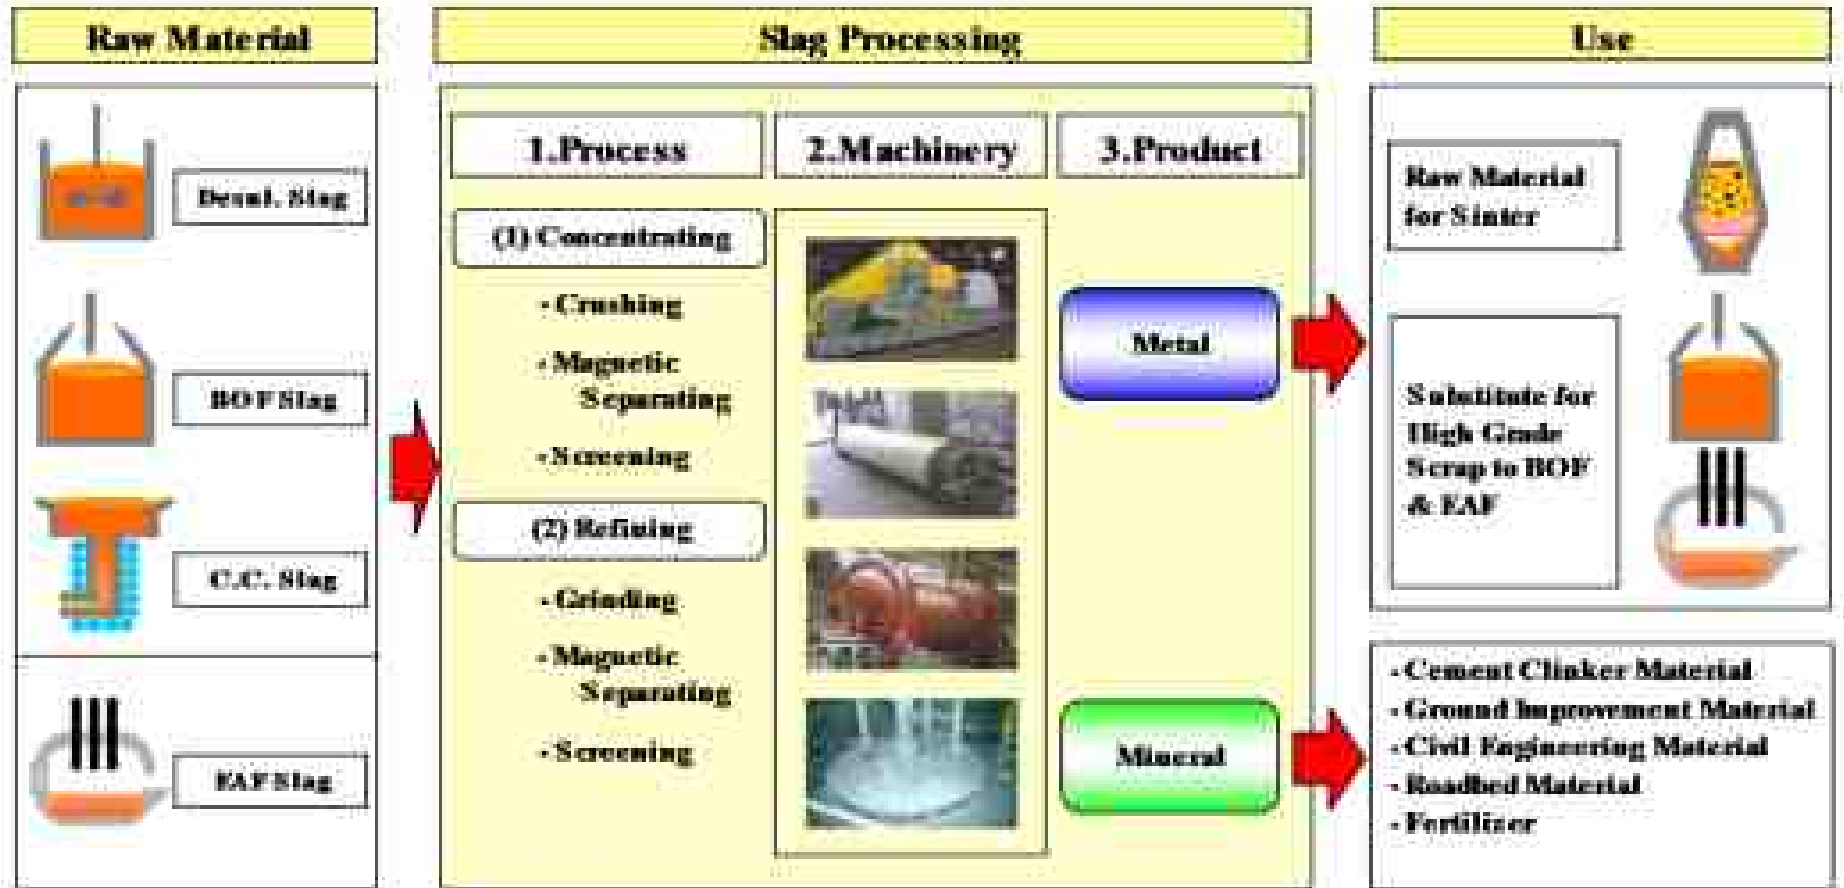 Raw Material
Slag Processing
Use
Desul. Slag
BOF Slag
C.C. Slag
EAF Slag
1.Process
2.Machinery
3.Product
(1) Concentrating
- Crushing
- Magnetic
Separating
- Screening
(2) Refining
- Grinding
- Magnetic
Separating
- Screening
Metal
Mineral
Raw Material
for Sinter
Substitute for
High Grade
Scrap to BOF
& EAF
- Cement Clinker Material
- Ground Improvement Material
- Civil Engineering Material
- Roadbed Material
- Fertilizer